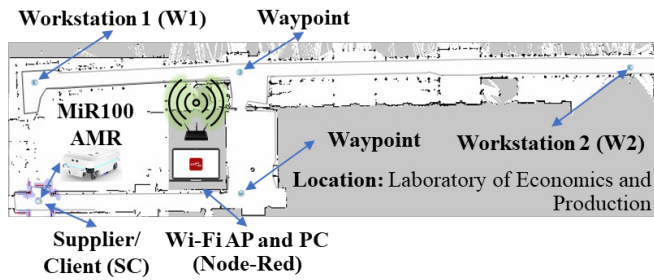 Workstation 1 (W1)
Waypoint
MiR100
AMR
Waypoint
Workstation 2 (W2)
Location: Laboratory of Economics and
Production
Supplier/
Client (SC)
Wi-Fi AP and PC
(Node-Red)